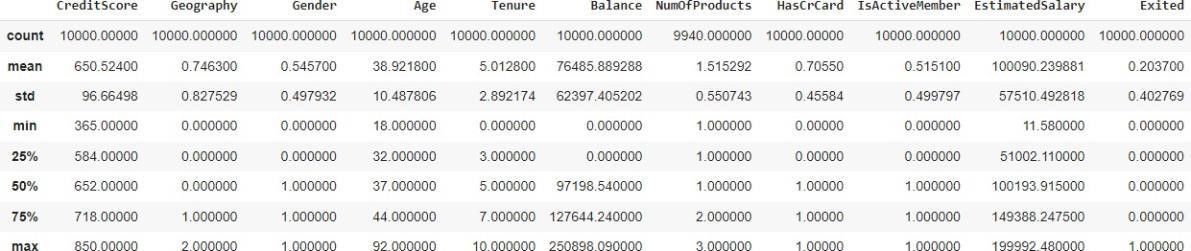 CreditScore Geography Gender Age Tenure Balance NumOfProducts HasCrCard IsActiveMember EstimatedSalary Exited
count 10000.00000 10000.000000 10000.000000 10000.000000 10000.000000 10000.000000 9940.000000 10000.00000 10000.000000 10000.000000 10000.000000
mean 650.52400 0.746300 0.545700 38.921800 5.012800 76485.889288 1.515292 0.70550 0.515100 100090.239881 0.203700
std 96.66498 0.827529 0.497932 10.487806 2.892174 62397.405202 0.550743 0.45584 0.499797 57510.492818 0.402769
min 365.00000 0.000000 0.000000 18.000000 0.000000 0.000000 1.000000 0.00000 0.000000 11.580000 0.000000
25% 584.00000 0.000000 0.000000 32.000000 3.000000 0.000000 1.000000 0.00000 0.000000 51002.110000 0.000000
50% 652.00000 0.000000 1.000000 37.000000 5.000000 97198.540000 1.000000 1.00000 1.000000 100193.915000 0.000000
75% 718.00000 1.000000 1.000000 44.000000 7.000000 127644.240000 2.000000 1.00000 1.000000 149388.247500 0.000000
max 850.00000 2.000000 1.000000 92.000000 10.000000 250898.090000 3.000000 1.00000 1.000000 199992.480000 1.000000